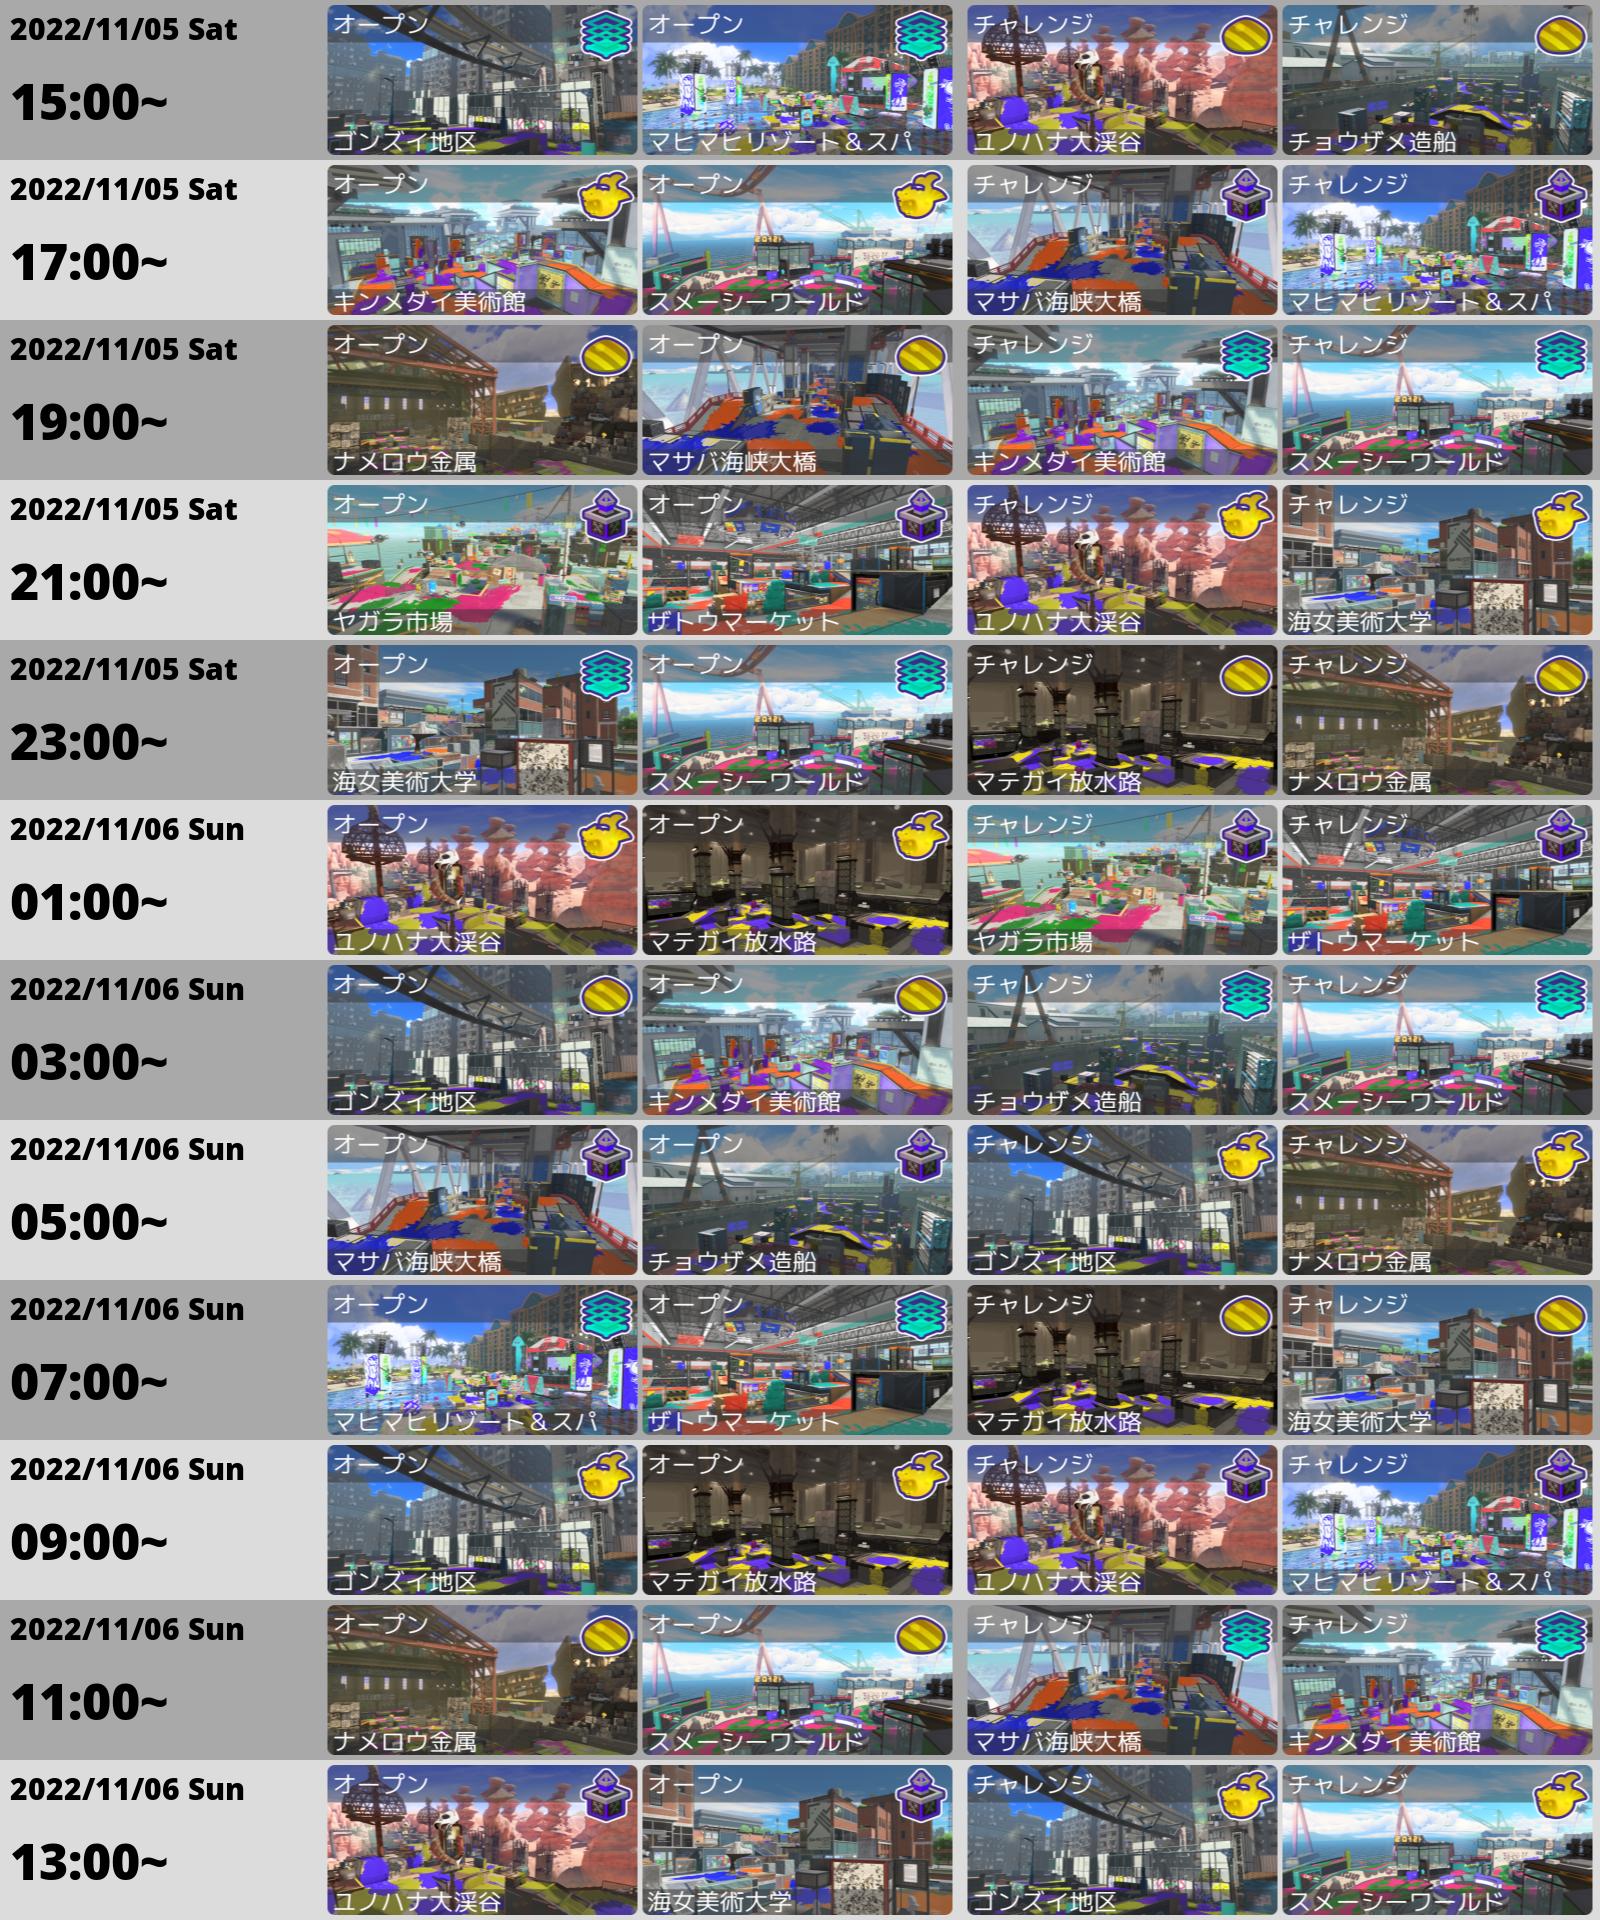 2022/11/05 Sat
15:00~
オープン
ゴンズイ地区
オープン
マヒマヒリゾート＆スパ
チャレンジ
ユノハナ大渓谷
チャレンジ
チョウザメ造船
2022/11/05 Sat
17:00~
オープン
キンメダイ美術館
オープン
スメーシーワールド
チャレンジ
マサバ海峡大橋
チャレンジ
マヒマヒリゾート＆スパ
2022/11/05 Sat
19:00~
オープン
ナメロウ金属
オープン
マサバ海峡大橋
チャレンジ
キンメダイ美術館
チャレンジ
スメーシーワールド
2022/11/05 Sat
21:00~
オープン
ヤガラ市場
オープン
ザトウマーケット
チャレンジ
ユノハナ大渓谷
チャレンジ
海女美術大学
2022/11/05 Sat
23:00~
オープン
海女美術大学
オープン
スメーシーワールド
チャレンジ
マテガイ放水路
チャレンジ
ナメロウ金属
2022/11/06 Sun
01:00~
オープン
ユノハナ大渓谷
オープン
マテガイ放水路
チャレンジ
ヤガラ市場
チャレンジ
ザトウマーケット
2022/11/06 Sun
03:00~
オープン
ゴンズイ地区
オープン
キンメダイ美術館
チャレンジ
チョウザメ造船
チャレンジ
スメーシーワールド
2022/11/06 Sun
05:00~
オープン
マサバ海峡大橋
オープン
チョウザメ造船
チャレンジ
ゴンズイ地区
チャレンジ
ナメロウ金属
2022/11/06 Sun
07:00~
オープン
マヒマヒリゾート＆スパ
オープン
ザトウマーケット
チャレンジ
マテガイ放水路
チャレンジ
海女美術大学
2022/11/06 Sun
09:00~
オープン
ゴンズイ地区
オープン
マテガイ放水路
チャレンジ
ユノハナ大渓谷
チャレンジ
マヒマヒリゾート＆スパ
2022/11/06 Sun
11:00~
オープン
ナメロウ金属
オープン
スメーシーワールド
チャレンジ
マサバ海峡大橋
チャレンジ
キンメダイ美術館
2022/11/06 Sun
13:00~
オープン
ユノハナ大渓谷
オープン
海女美術大学
チャレンジ
ゴンズイ地区
チャレンジ
スメーシーワールド